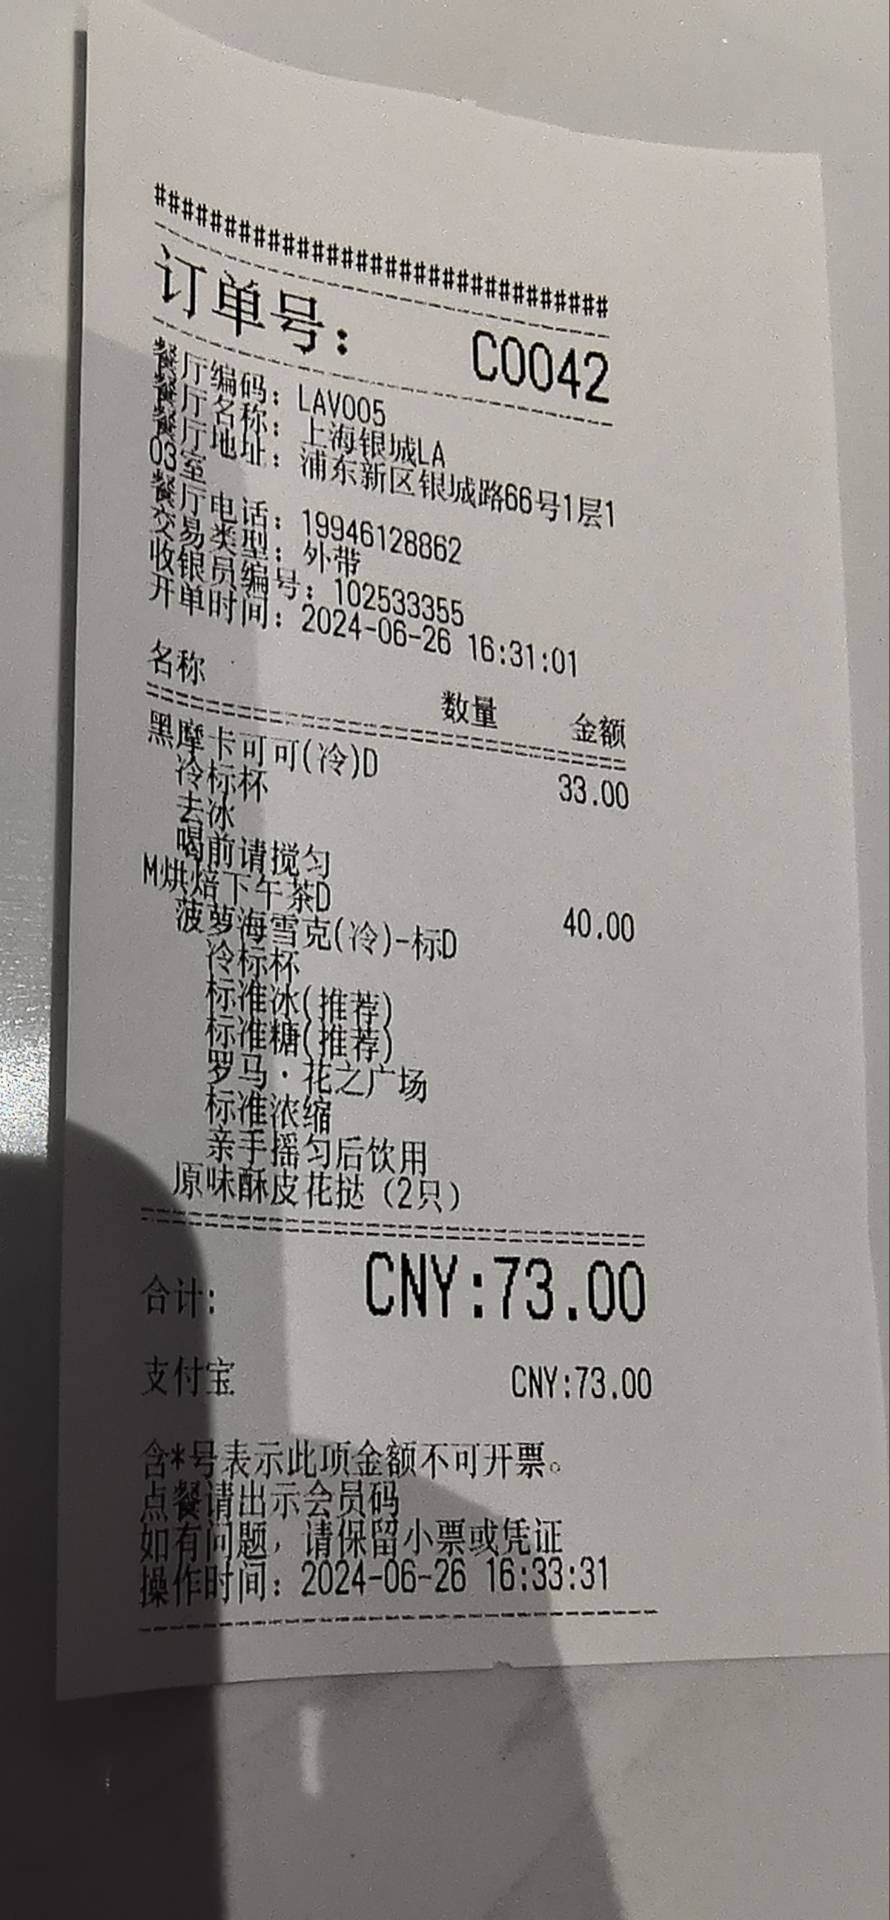 ################################
订单号: C0042
餐厅编码: LAV005
餐厅名称: 上海银城LA
餐厅地址: 浦东新区银城路66号1层1
03室
餐厅电话: 19946128862
交易类型: 外带
收银员编号: 102533355
开单时间: 2024-06-26 16:31:01
名称 数量 金额
黑摩卡可可(冷)D 33.00
冷标杯
去冰
喝前请搅匀
M烘焙下午茶D 40.00
菠萝海雪克(冷)-标D
冷标杯
标准冰(推荐)
标准糖(推荐)
罗马·花之广场
标准浓缩
亲手摇匀后饮用
原味酥皮花挞（2只）
合计: CNY:73.00
支付宝 CNY:73.00
含*号表示此项金额不可开票。
点餐请出示会员码
如有问题，请保留小票或凭证
操作时间: 2024-06-26 16:33:31